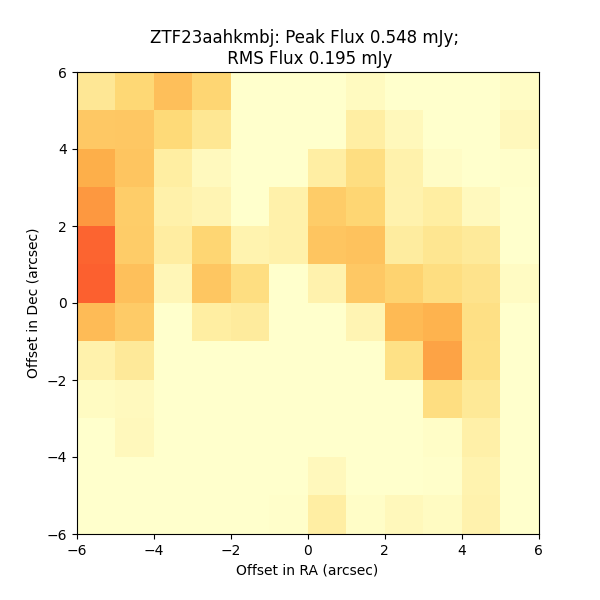 ZTF23aahkmbj: Peak Flux 0.548 mJy;
RMS Flux 0.195 mJy
6
4
2
0
−2
−4
−6
Offset in Dec (arcsec)
−6 −4 −2 0 2 4 6
Offset in RA (arcsec)